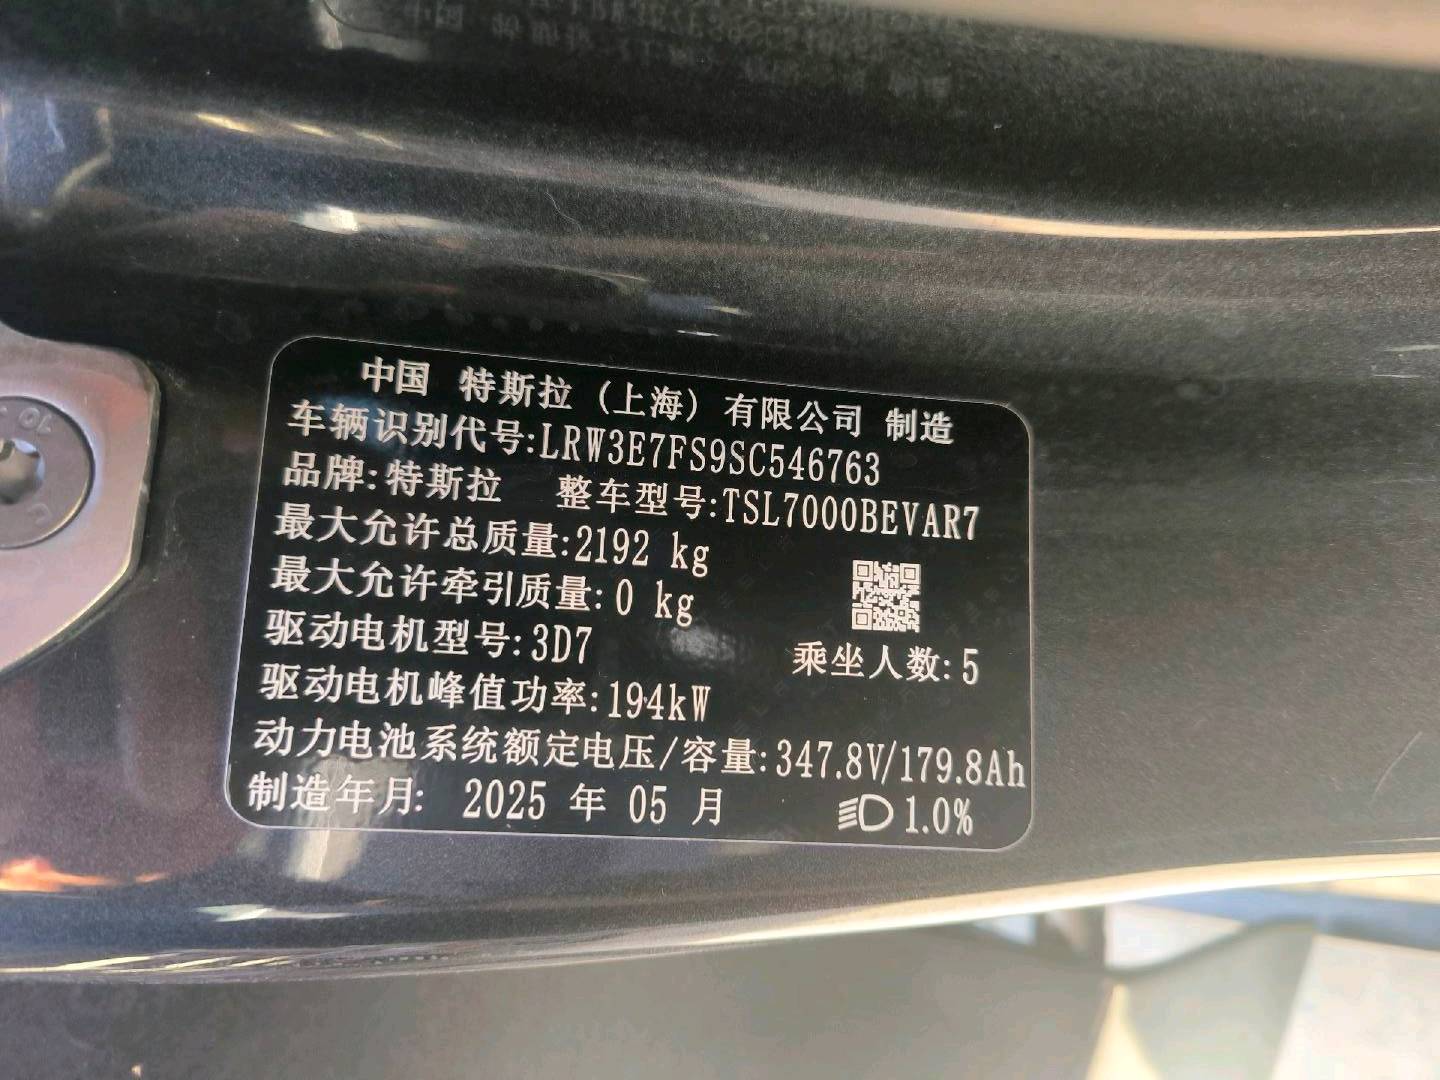 中国 特斯拉 (上海) 有限公司 制造
车辆识别代号:LRW3E7FS9SC546763
品牌:特斯拉 整车型号:TSL7000BEVAR7
最大允许总质量:2192 kg
最大允许牵引质量: 0 kg
驱动电机型号:3D7
乘坐人数: 5
驱动电机峰值功率:194kW
动力电池系统额定电压/容量:347.8V/179.8Ah
制造年月: 2025 年 05 月
1.0%